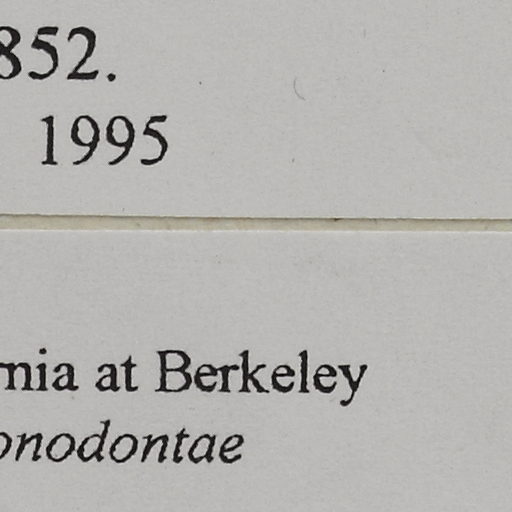 852.
1995
rnia at Berkeley
onodontae